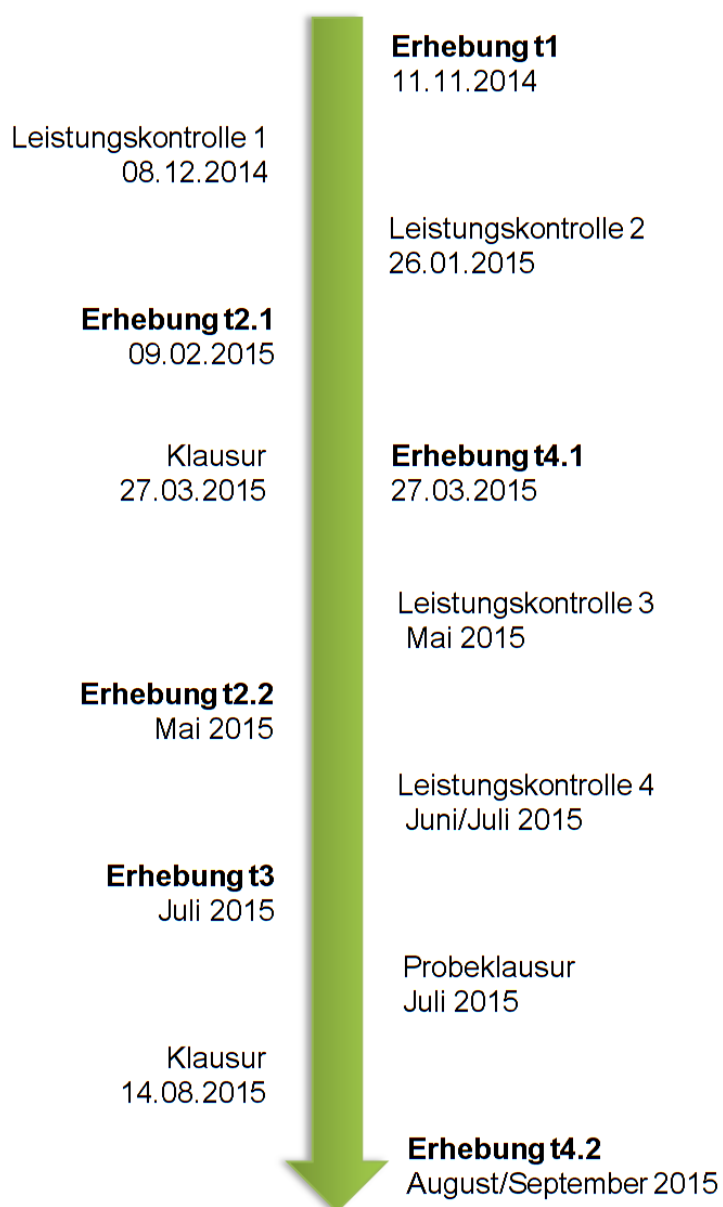 Erhebung t1
11.11.2014
Leistungskontrolle 1
08.12.2014
Leistungskontrolle 2
26.01.2015
Erhebung t2.1
09.02.2015
Klausur
27.03.2015
Erhebung t4.1
27.03.2015
Leistungskontrolle 3
Mai 2015
Erhebung t2.2
Mai 2015
Leistungskontrolle 4
Juni/Juli 2015
Erhebung t3
Juli 2015
Probeklausur
Juli 2015
Klausur
14.08.2015
Erhebung t4.2
August/September 2015